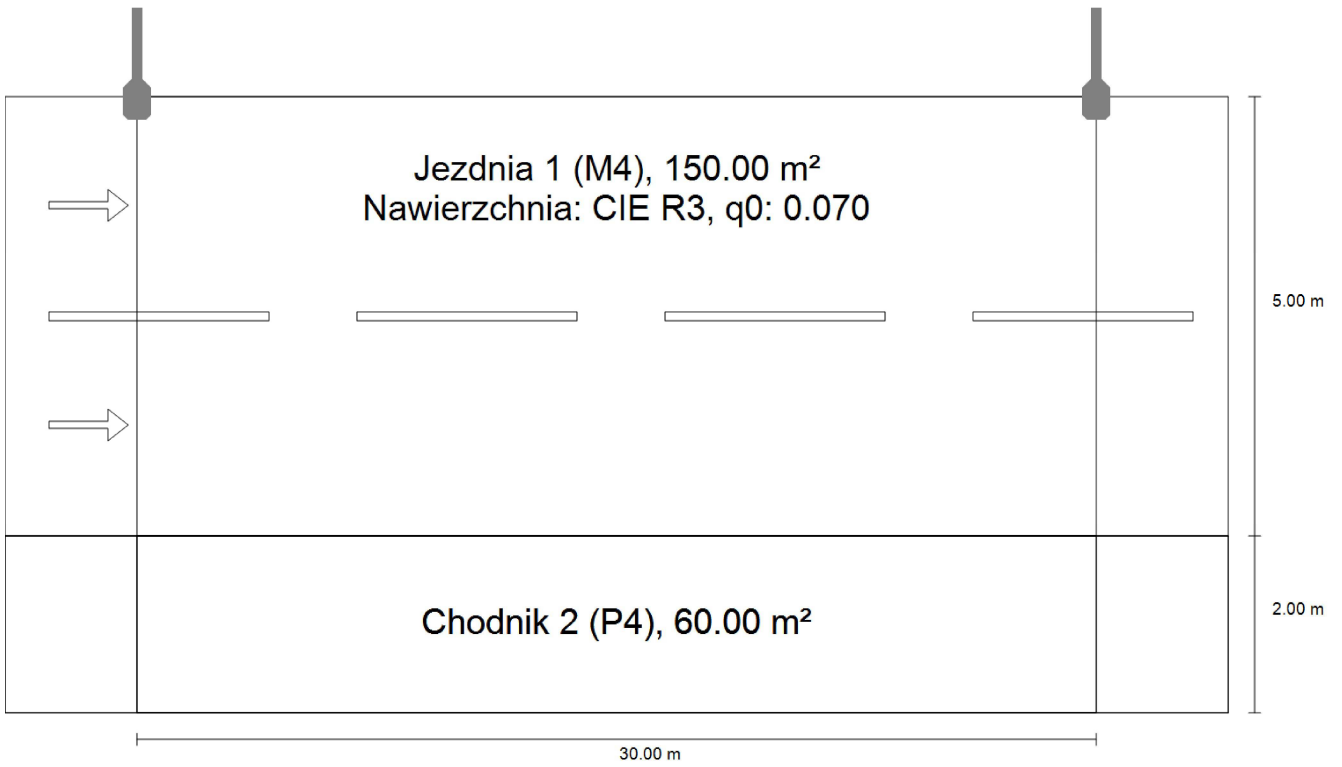 Jezdnia 1 (M4), 150.00 m²
Nawierzchnia: CIE R3, q0: 0.070
5.00 m
Chodnik 2 (P4), 60.00 m²
2.00 m
30.00 m